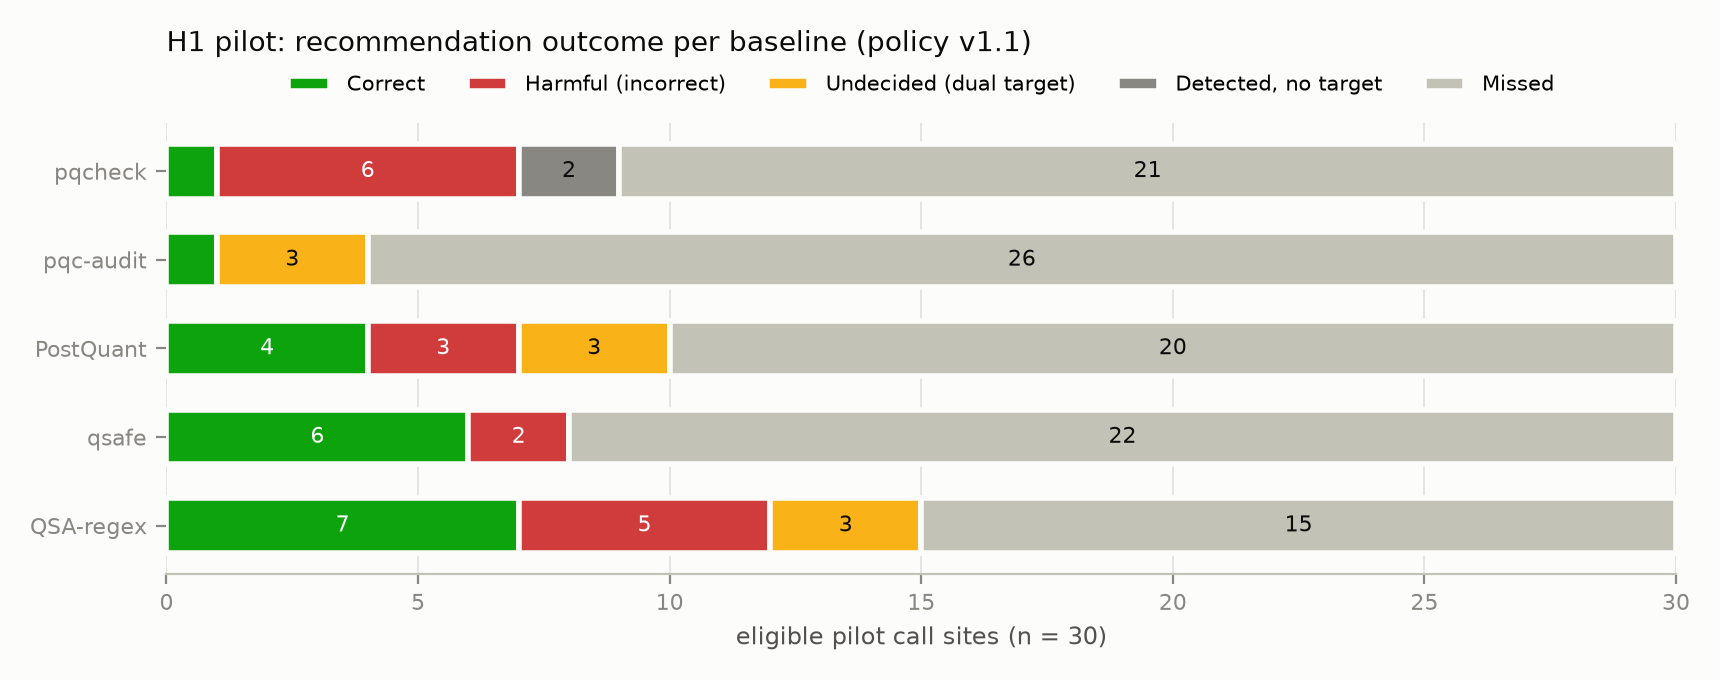 H1 pilot: recommendation outcome per baseline (policy v1.1)
Correct Harmful (incorrect) Undecided (dual target) Detected, no target Missed
pqcheck 6 2 21
pqc-audit 3 26
PostQuant 4 3 3 20
qsafe 6 2 22
QSA-regex 7 5 3 15
0 5 10 15 20 25 30
eligible pilot call sites (n = 30)